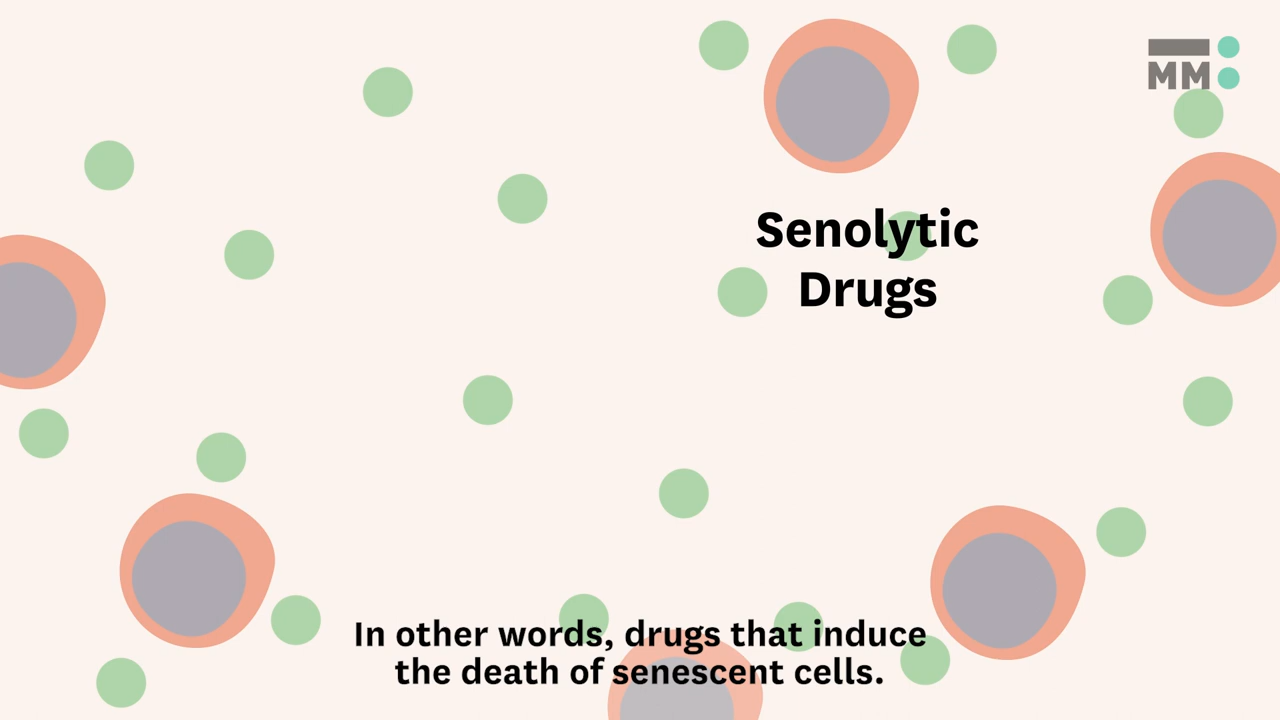 MM
Senolytic
Drugs
In other words, drugs that induce
the death of senescent cells.